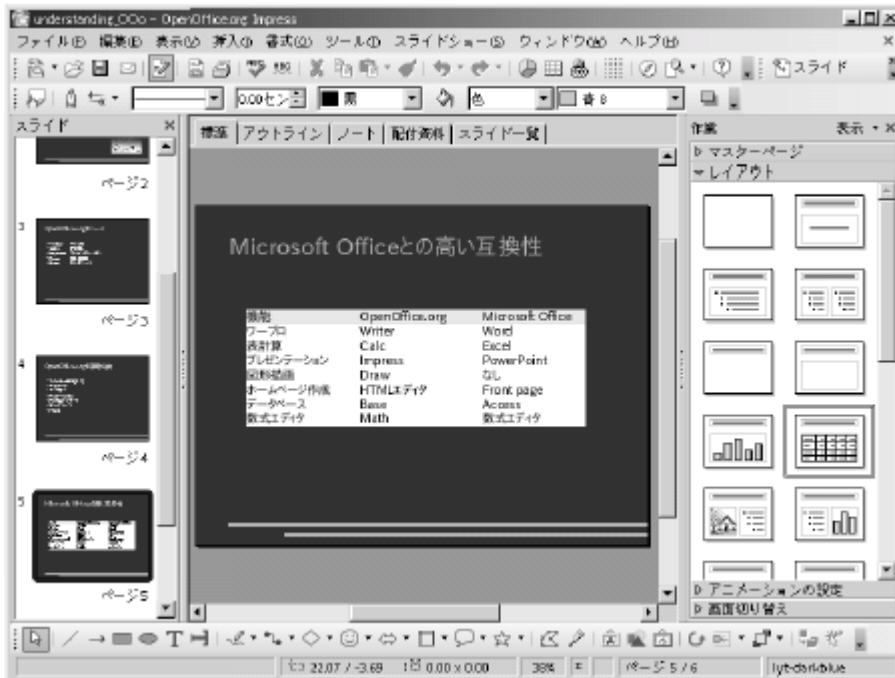 understanding_OOo - OpenOffice.org Impress
ファイル(F) 編集(E) 表示(V) 挿入(I) 書式(O) ツール(T) スライドショー(S) ウィンドウ(W) ヘルプ(H)
スライド
0.00セン 黒 色 青 8
スライド
ページ2
3
ページ3
4
ページ4
5
ページ5
標準 アウトライン ノート 配付資料 スライド一覧
Microsoft Officeとの高い互換性
機能 OpenOffice.org Microsoft Office
ワープロ Writer Word
表計算 Calc Excel
プレゼンテーション Impress PowerPoint
図形描画 Draw なし
ホームページ作成 HTMLエディタ Front page
データベース Base Access
数式エディタ Math 数式エディタ
作業 表示
マスターページ
レイアウト
アニメーションの設定
画面切り替え
22.07 / -3.69 0.00 x 0.00 38% ページ 5 / 6 lyt-darkblue